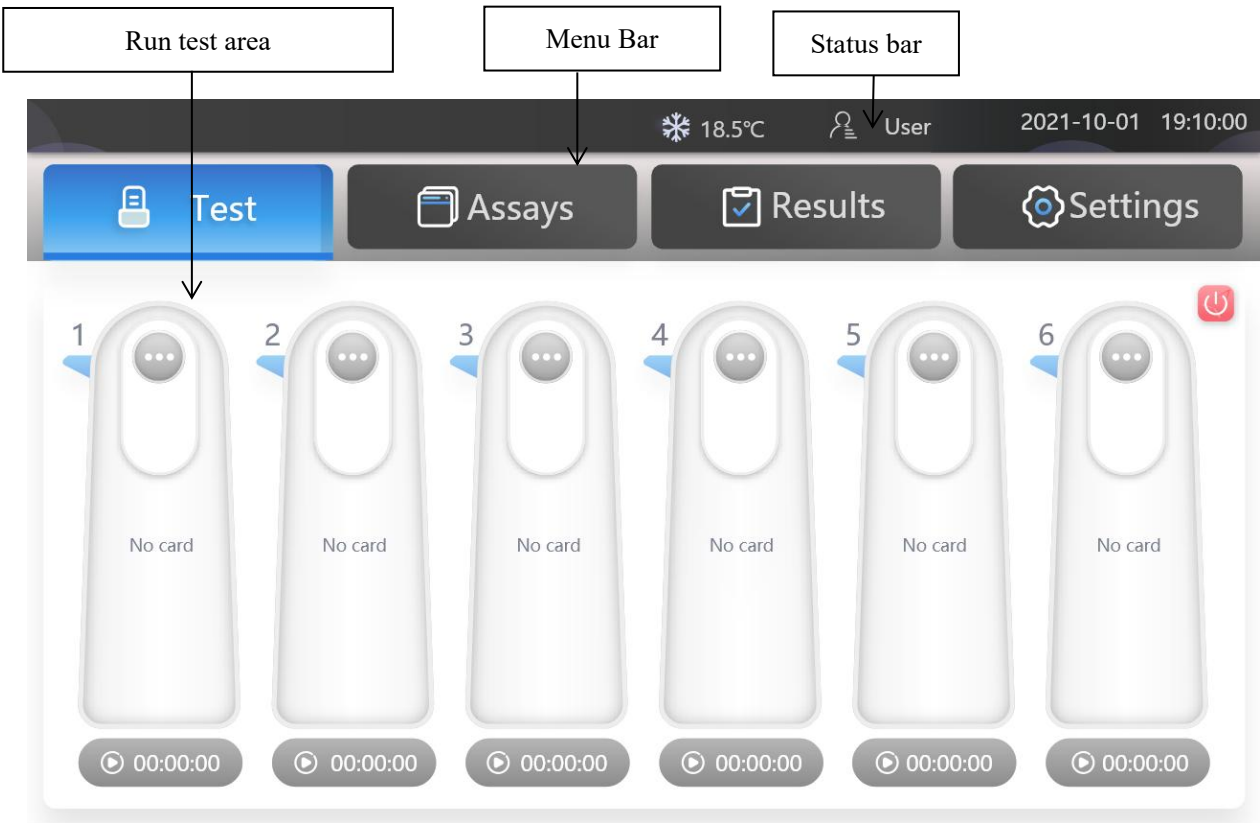 Run test area
Menu Bar
Status bar
18.5℃ User 2021-10-01 19:10:00
Test Assays Results Settings
1 2 3 4 5 6
No card No card No card No card No card No card
00:00:00 00:00:00 00:00:00 00:00:00 00:00:00 00:00:00